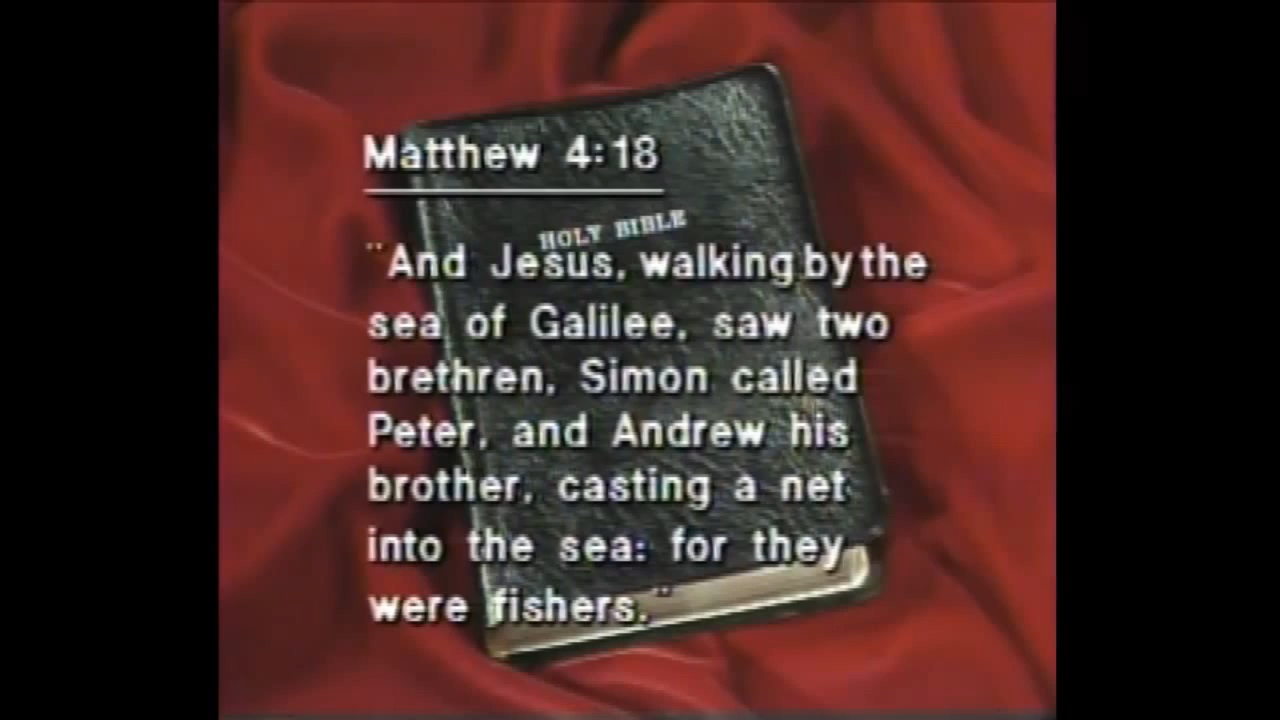 Matthew 4:18
HOLY BIBLE
"And Jesus, walking by the
sea of Galilee, saw two
brethren, Simon called
Peter, and Andrew his
brother, casting a net
into the sea: for they
were fishers."